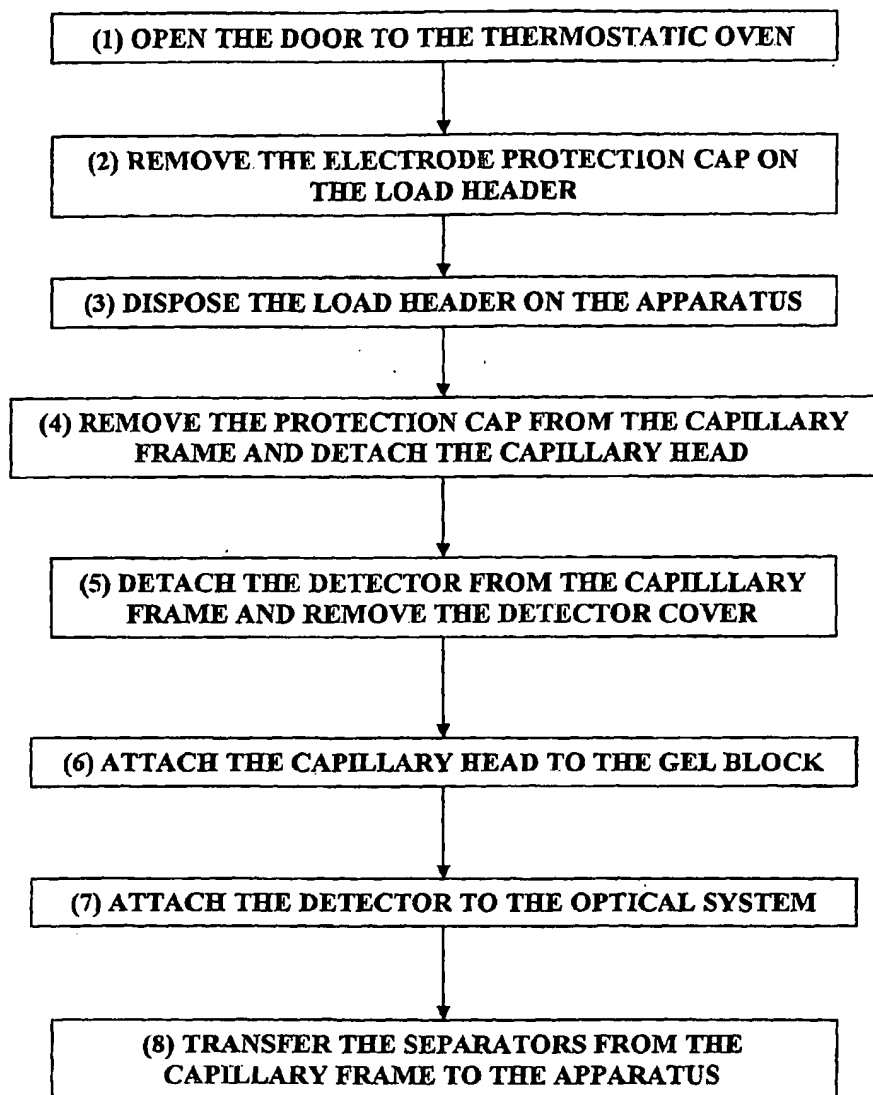 (1) OPEN THE DOOR TO THE THERMOSTATIC OVEN
(2) REMOVE THE ELECTRODE PROTECTION CAP ON
THE LOAD HEADER
(3) DISPOSE THE LOAD HEADER ON THE APPARATUS
(4) REMOVE THE PROTECTION CAP FROM THE CAPILLARY
FRAME AND DETACH THE CAPILLARY HEAD
(5) DETACH THE DETECTOR FROM THE CAPILLLARY
FRAME AND REMOVE THE DETECTOR COVER
(6) ATTACH THE CAPILLARY HEAD TO THE GEL BLOCK
(7) ATTACH THE DETECTOR TO THE OPTICAL SYSTEM
(8) TRANSFER THE SEPARATORS FROM THE
CAPILLARY FRAME TO THE APPARATUS